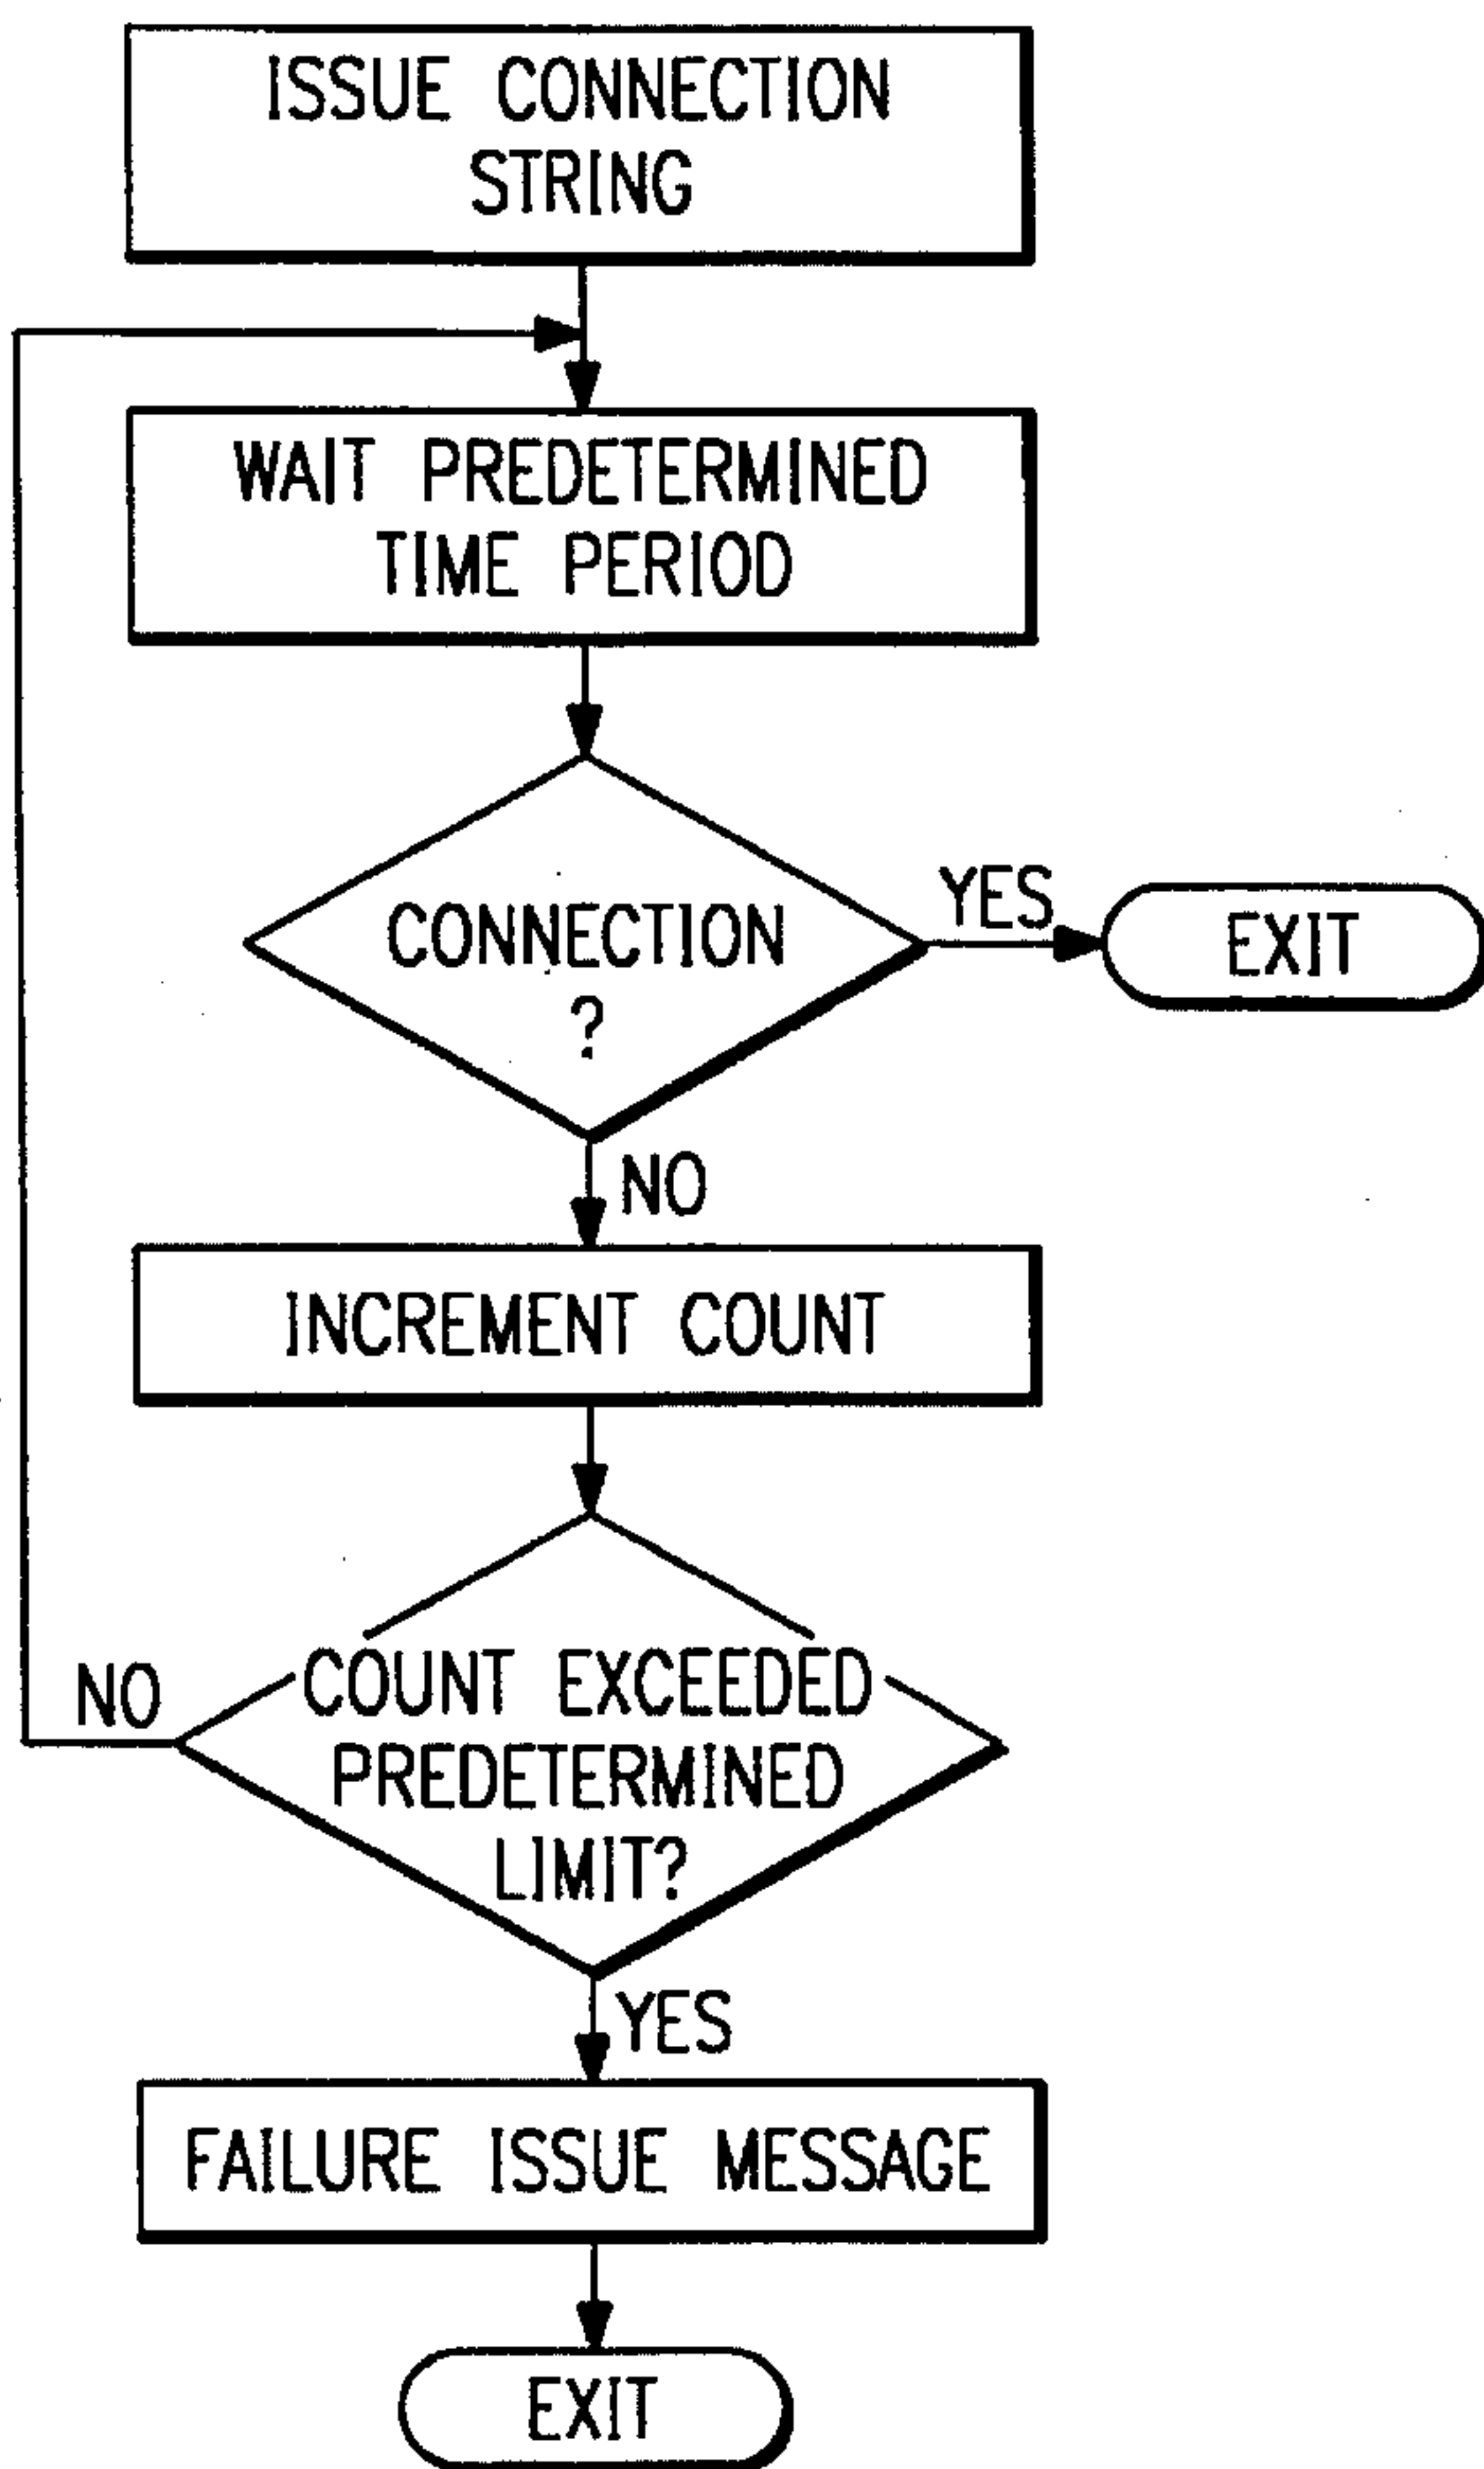 ISSUE CONNECTION
STRING
WAIT PREDETERMINED
TIME PERIOD
CONNECTION
?
YES
EXIT
NO
INCREMENT COUNT
COUNT EXCEEDED
PREDETERMINED
LIMIT?
NO
YES
FAILURE ISSUE MESSAGE
EXIT